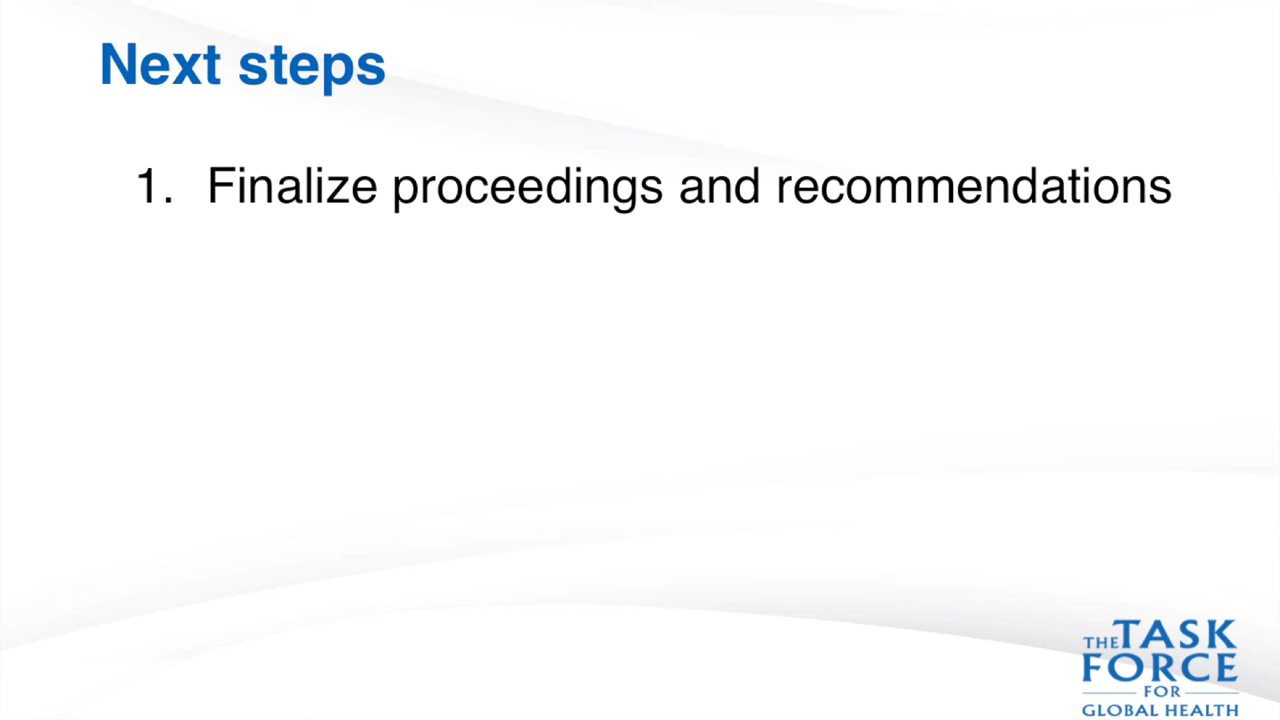 Next steps
1. Finalize proceedings and recommendations
THE TASK
FORCE
FOR
GLOBAL HEALTH